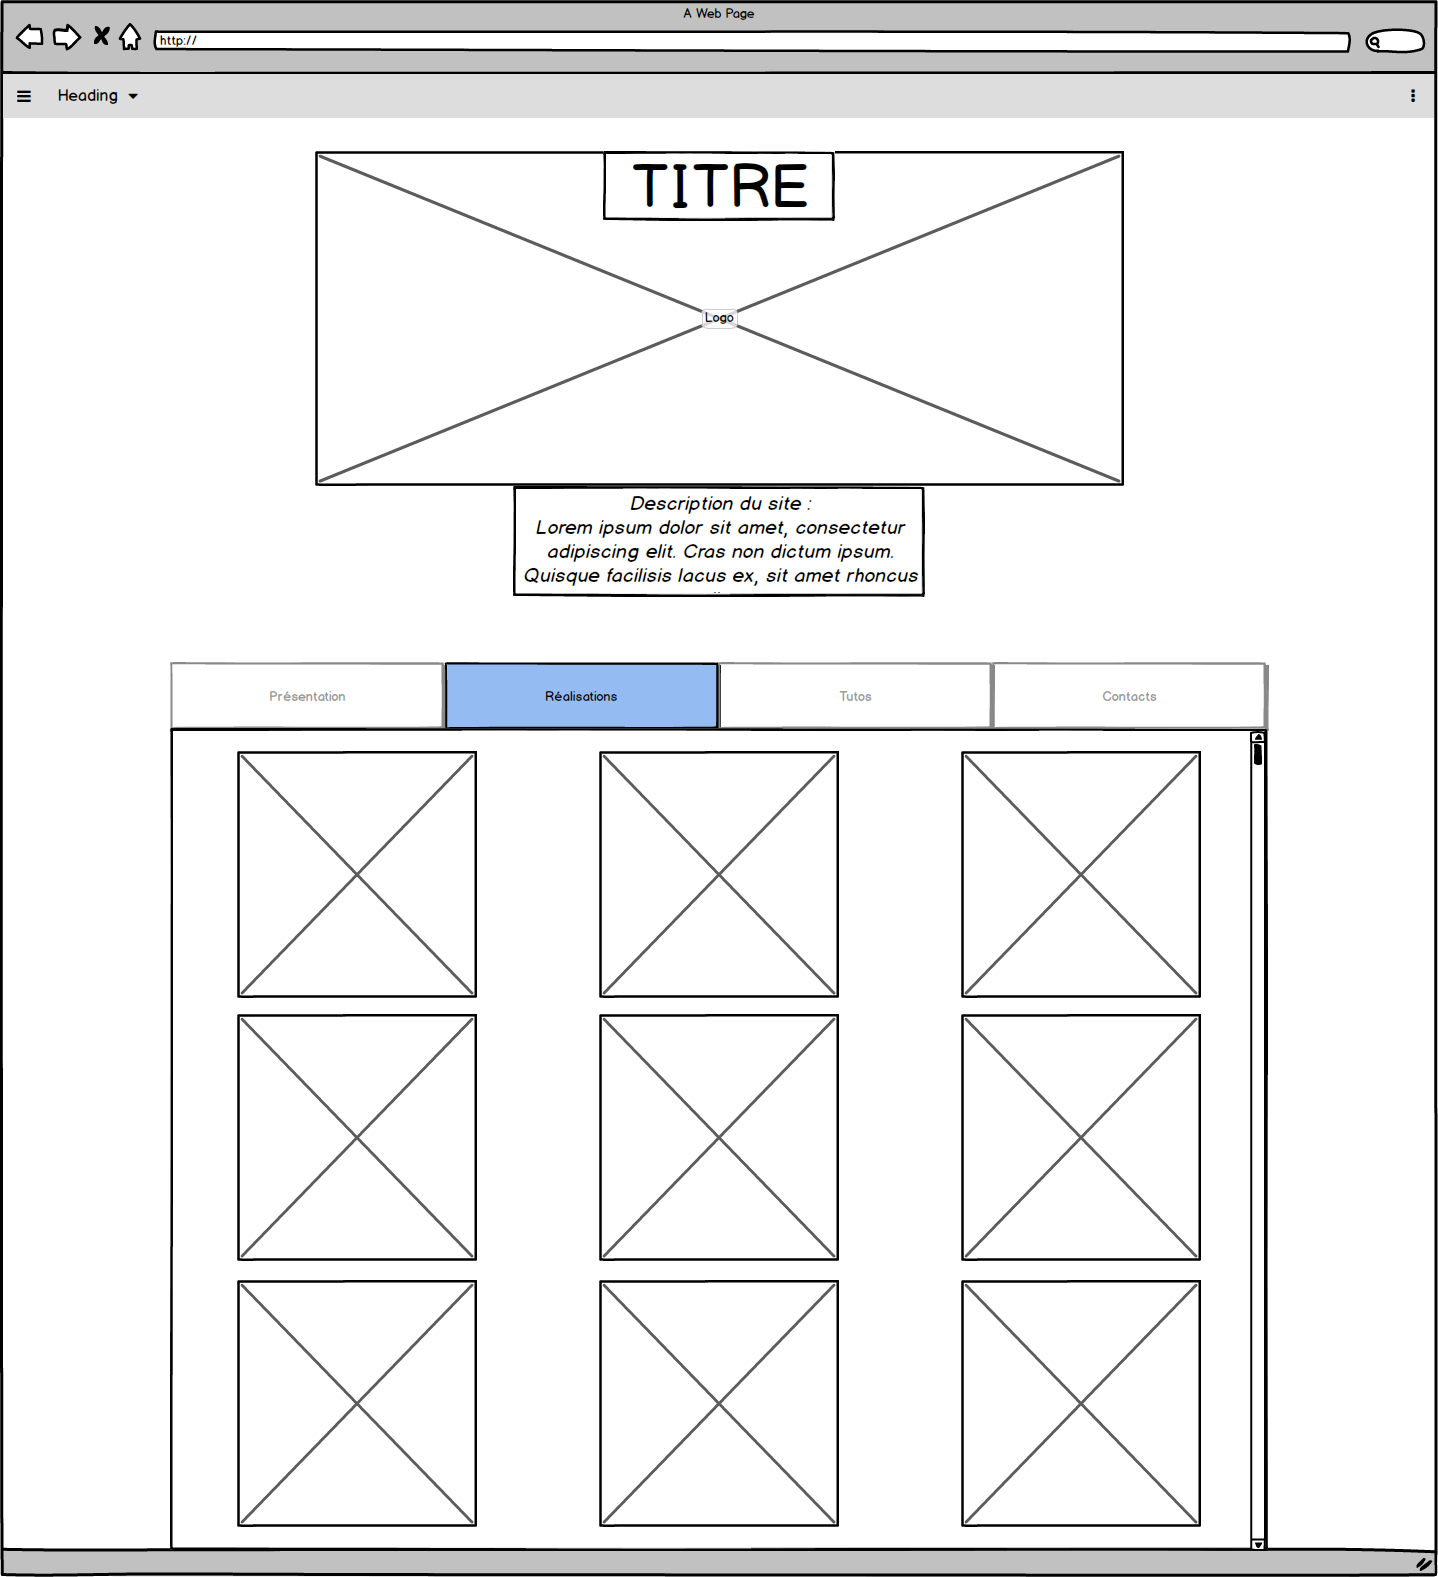 A Web Page
http://
Heading
TITRE
Logo
Description du site :
Lorem ipsum dolor sit amet, consectetur
adipiscing elit. Cras non dictum ipsum.
Quisque facilisis lacus ex, sit amet rhoncus
Présentation
Réalisations
Tutos
Contacts